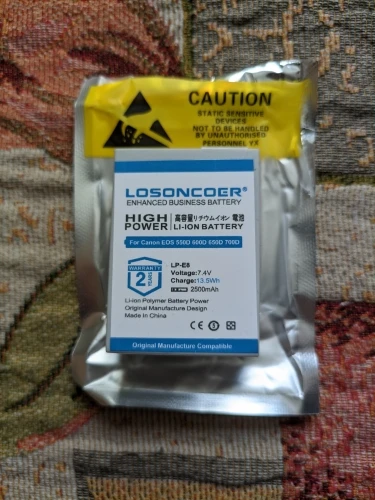 CAUTION
STATIC SENSITIVE
DEVICES
NOT TO BE HANDLED
BY UNAUTHORISED
PERSONNEL
LOSONCOER®
ENHANCED BUSINESS BATTERY
HIGH POWER
高容量リチウムイオン 電池
LI-ION BATTERY
For Canon EOS 550D 600D 650D 700D
WARRANTY
2 YEARS
LP-E8
Voltage:7.4V
Charge:13.5Wh
2500mAh
Li-ion Polymer Battery Power
Original Manufacture Design
Made In China
Original Manufacture Compatible